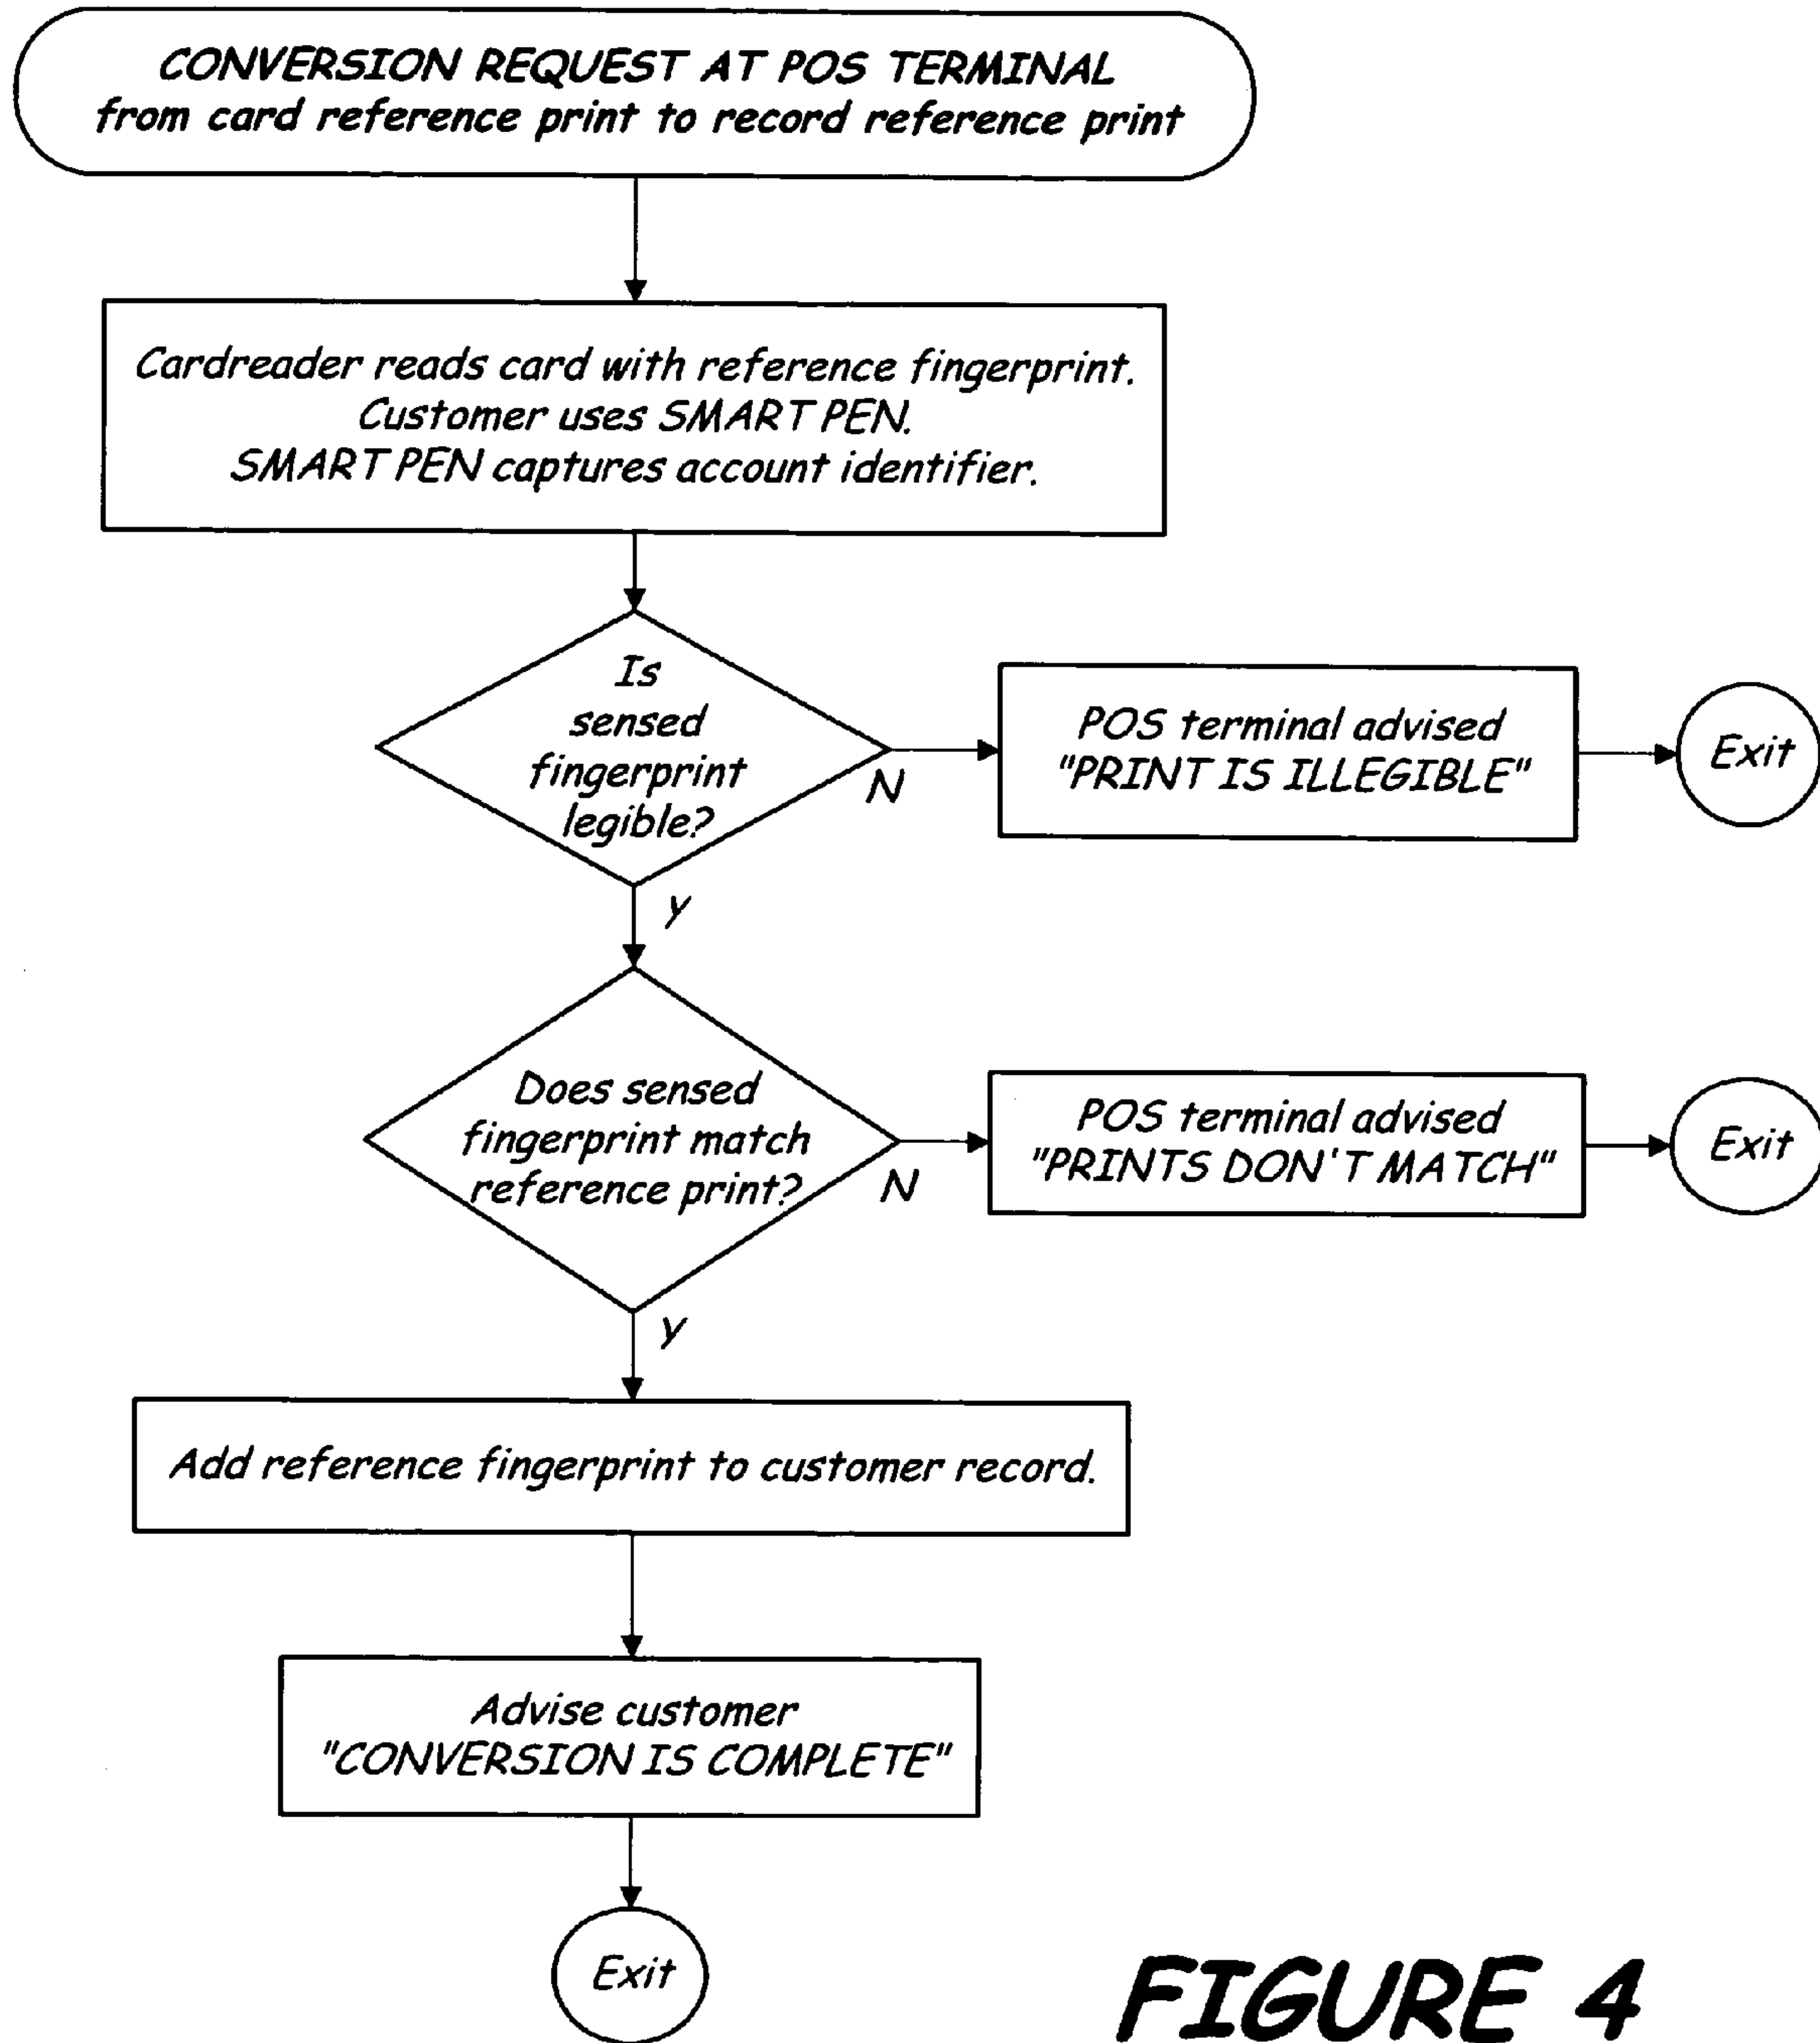 CONVERSION REQUEST AT POS TERMINAL
from card reference print to record reference print
Cardreader reads card with reference fingerprint.
Customer uses SMART PEN.
SMART PEN captures account identifier.
Is
sensed
fingerprint
legible?
N
POS terminal advised
"PRINT IS ILLEGIBLE"
Exit
Y
Does sensed
fingerprint match
reference print?
N
POS terminal advised
"PRINTS DON'T MATCH"
Exit
Y
Add reference fingerprint to customer record.
Advise customer
"CONVERSION IS COMPLETE"
Exit
FIGURE 4